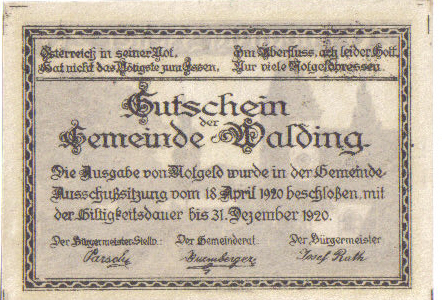 Österreich in seiner Not,
Hat nicht das Nötigste zum Essen,
Im Überfluss, ach leider Gott
Nur viele Notgeldpressen
Gutschein
der
Gemeinde Walding.
Die Ausgabe von Notgeld wurde in der Gemeinde-
Ausschußsitzung vom 18. April 1920 beschloßen, mit
der Giltigkeitsdauer bis 31. Dezember 1920.
Der Bürgermeister-Stellv.: Der Gemeinderat: Der Bürgermeister
Josef Rath